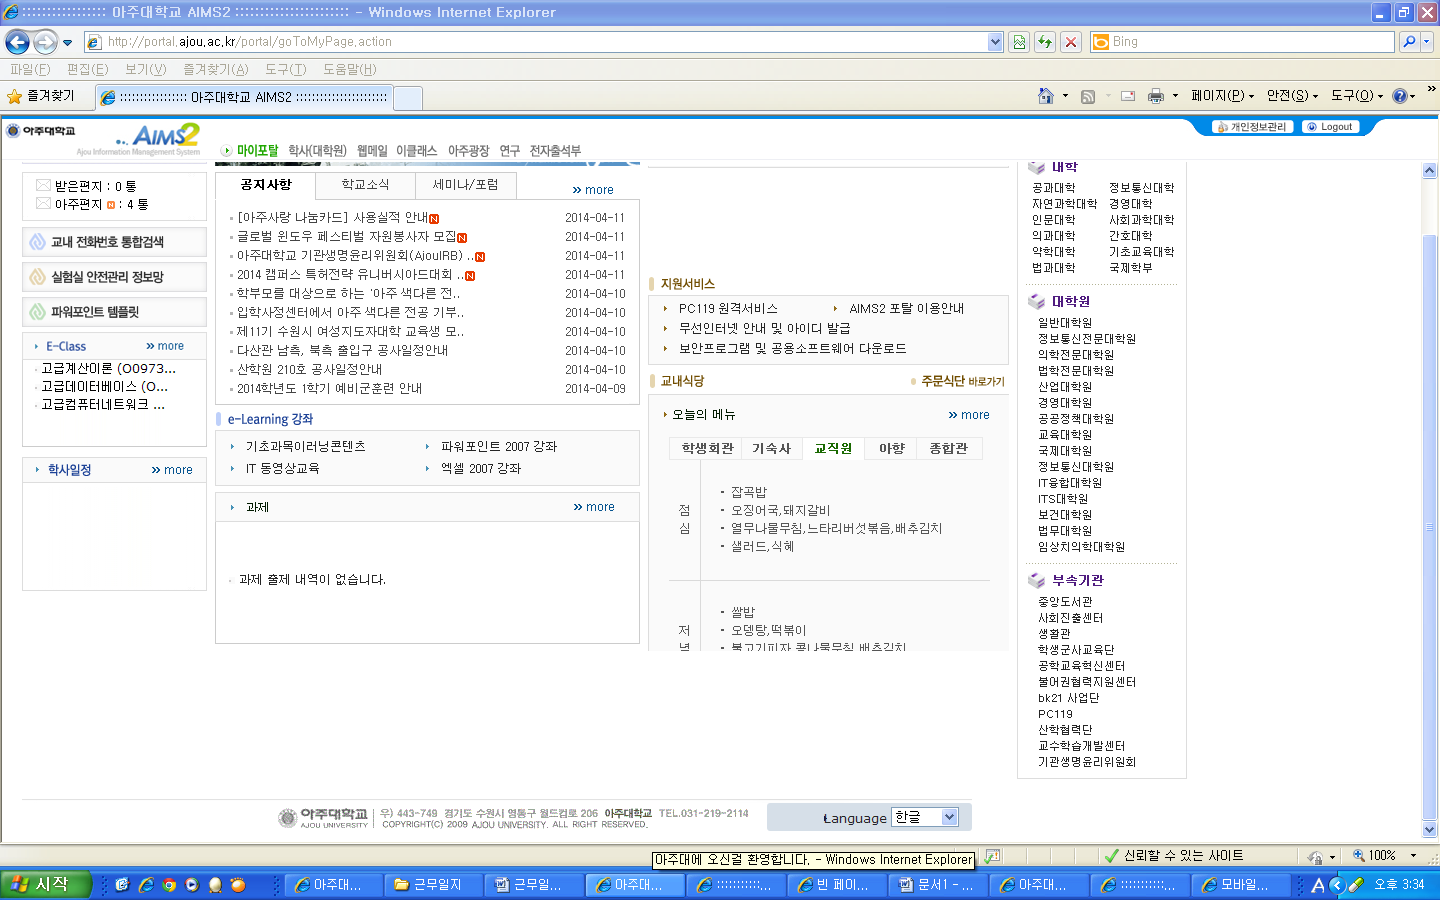 :::::::::::::::: 아주대학교 AIMS2 :::::::::::::::::::::: - Windows Internet Explorer
http://portal.ajou.ac.kr/portal/goToMyPage.action
Bing
파일(F) 편집(E) 보기(V) 즐겨찾기(A) 도구(T) 도움말(H)
즐겨찾기
:::::::::::::::: 아주대학교 AIMS2 ::::::::::::::::::::::
페이지(P) 안전(S) 도구(O)
아주대학교
AIMS2
Ajou Information Management System
개인정보관리 Logout
마이포탈 학사(대학원) 웹메일 이클래스 아주광장 연구 전자출석부
받은편지 : 0 통
아주편지 N : 4 통
교내 전화번호 통합검색
실험실 안전관리 정보망
파워포인트 템플릿
E-Class » more
고급계산이론 (O0973...
고급데이터베이스 (O...
고급컴퓨터네트워크 ...
학사일정 » more
공지사항 학교소식 세미나/포럼 » more
[아주사랑 나눔카드] 사용실적 안내 N 2014-04-11
글로벌 윈도우 페스티벌 자원봉사자 모집 N 2014-04-11
아주대학교 기관생명윤리위원회(AjouIRB) .. N 2014-04-11
2014 캠퍼스 특허전략 유니버시아드대회 .. N 2014-04-11
학부모를 대상으로 하는 '아주 색다른 전.. 2014-04-10
입학사정센터에서 아주 색다른 전공 기부.. 2014-04-10
제11기 수원시 여성지도자대학 교육생 모.. 2014-04-10
다산관 남측, 북측 출입구 공사일정안내 2014-04-10
산학원 210호 공사일정안내 2014-04-10
2014학년도 1학기 예비군훈련 안내 2014-04-09
e-Learning 강좌
기초과목이러닝콘텐츠 파워포인트 2007 강좌
IT 동영상교육 엑셀 2007 강좌
과제 » more
과제 출제 내역이 없습니다.
지원서비스
PC119 원격서비스 AIMS2 포탈 이용안내
무선인터넷 안내 및 아이디 발급
보안프로그램 및 공용소프트웨어 다운로드
교내식당 주문식단 바로가기
오늘의 메뉴 » more
학생회관 기숙사 교직원 아향 종합관
점심
잡곡밥
오징어국,돼지갈비
열무나물무침,느타리버섯볶음,배추김치
샐러드,식혜
저녁
쌀밥
오뎅탕,떡볶이
불고기피자,콩나물무침,배추김치
대학
공과대학 정보통신대학
자연과학대학 경영대학
인문대학 사회과학대학
의과대학 간호대학
약학대학 기초교육대학
법과대학 국제학부
대학원
일반대학원
정보통신전문대학원
의학전문대학원
법학전문대학원
산업대학원
경영대학원
공공정책대학원
교육대학원
국제대학원
정보통신대학원
IT융합대학원
ITS대학원
보건대학원
법무대학원
임상치의학대학원
부속기관
중앙도서관
사회진출센터
생활관
학생군사교육단
공학교육혁신센터
불어권협력지원센터
bk21 사업단
PC119
산학협력단
교수학습개발센터
기관생명윤리위원회
아주대학교 AJOU UNIVERSITY
우) 443-749 경기도 수원시 영통구 월드컵로 206 아주대학교 TEL.031-219-2114
COPYRIGHT(C) 2009 AJOU UNIVERSITY. ALL RIGHT RESERVED.
Language 한글
아주대에 오신걸 환영합니다. - Windows Internet Explorer
신뢰할 수 있는 사이트 100%
시작 아주대... 근무일지 근무일... 아주대... :::::::::::... 빈 페이... 문서1 - ... 아주대... :::::::::::... 모바일... A 오후 3:34